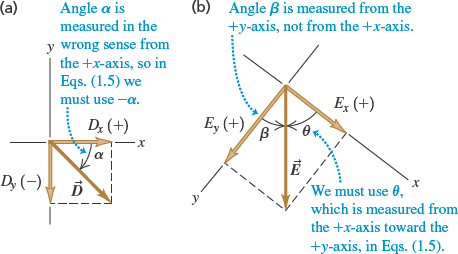 (a)
Angle α is
measured in the
wrong sense from
the +x-axis, so in
Eqs. (1.5) we
must use −α.
y
Dx (+)
x
α
Dy (−)
D⃗
(b)
Angle β is measured from the
+y-axis, not from the +x-axis.
Ey (+)
Ex (+)
β
θ
E⃗
x
y
We must use θ,
which is measured from
the +x-axis toward the
+y-axis, in Eqs. (1.5).